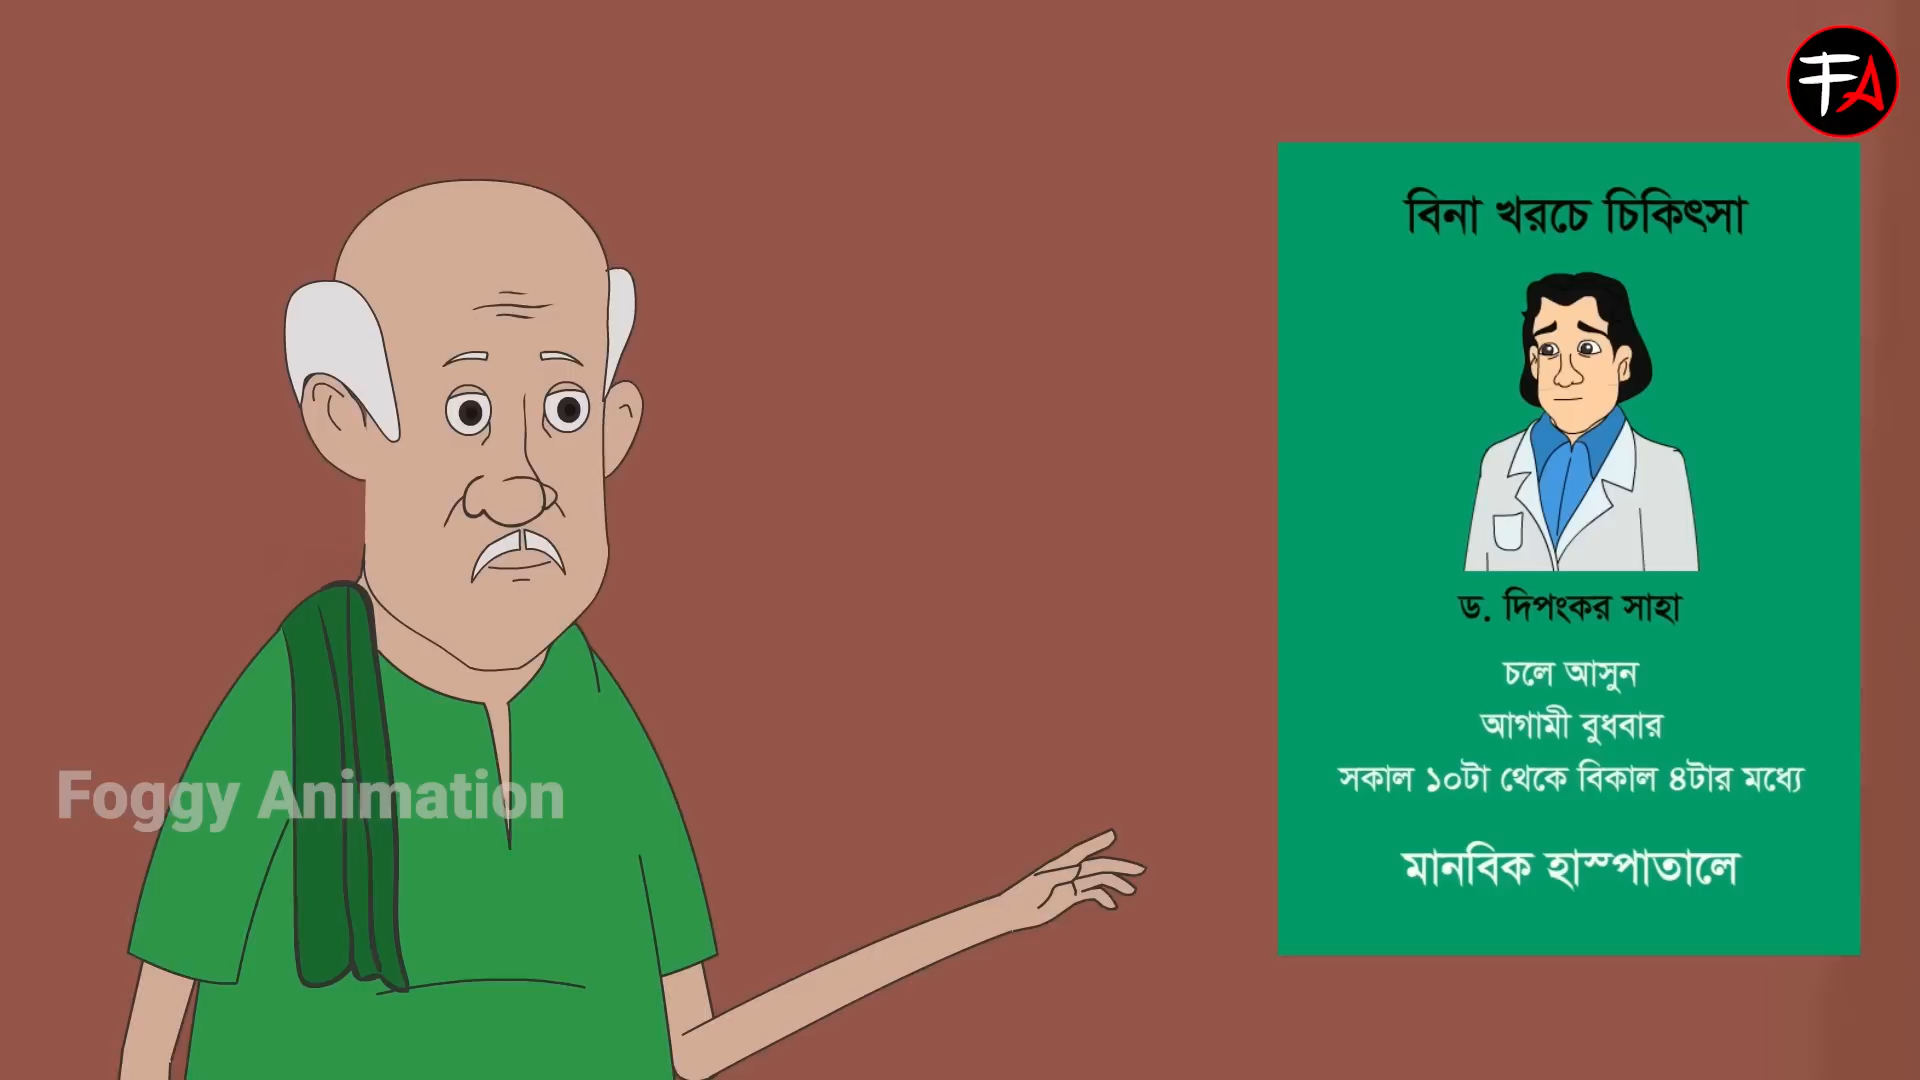 FA
বিনা খরচে চিকিৎসা
ড. দিপংকর সাহা
চলে আসুন
আগামী বুধবার
সকাল ১০টা থেকে বিকাল ৪টার মধ্যে
মানবিক হাস্পাতালে
Foggy Animation